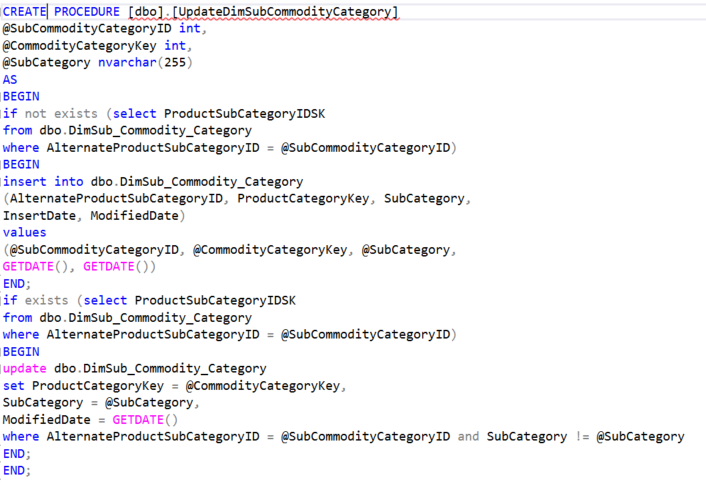 CREATE PROCEDURE [dbo].[UpdateDimSubCommodityCategory]
@SubCommodityCategoryID int,
@CommodityCategoryKey int,
@SubCategory nvarchar(255)
AS
BEGIN
if not exists (select ProductSubCategoryIDSK
from dbo.DimSub_Commodity_Category
where AlternateProductSubCategoryID = @SubCommodityCategoryID)
BEGIN
insert into dbo.DimSub_Commodity_Category
(AlternateProductSubCategoryID, ProductCategoryKey, SubCategory,
InsertDate, ModifiedDate)
values
(@SubCommodityCategoryID, @CommodityCategoryKey, @SubCategory,
GETDATE(), GETDATE())
END;
if exists (select ProductSubCategoryIDSK
from dbo.DimSub_Commodity_Category
where AlternateProductSubCategoryID = @SubCommodityCategoryID)
BEGIN
update dbo.DimSub_Commodity_Category
set ProductCategoryKey = @CommodityCategoryKey,
SubCategory = @SubCategory,
ModifiedDate = GETDATE()
where AlternateProductSubCategoryID = @SubCommodityCategoryID and SubCategory != @SubCategory
END;
END;